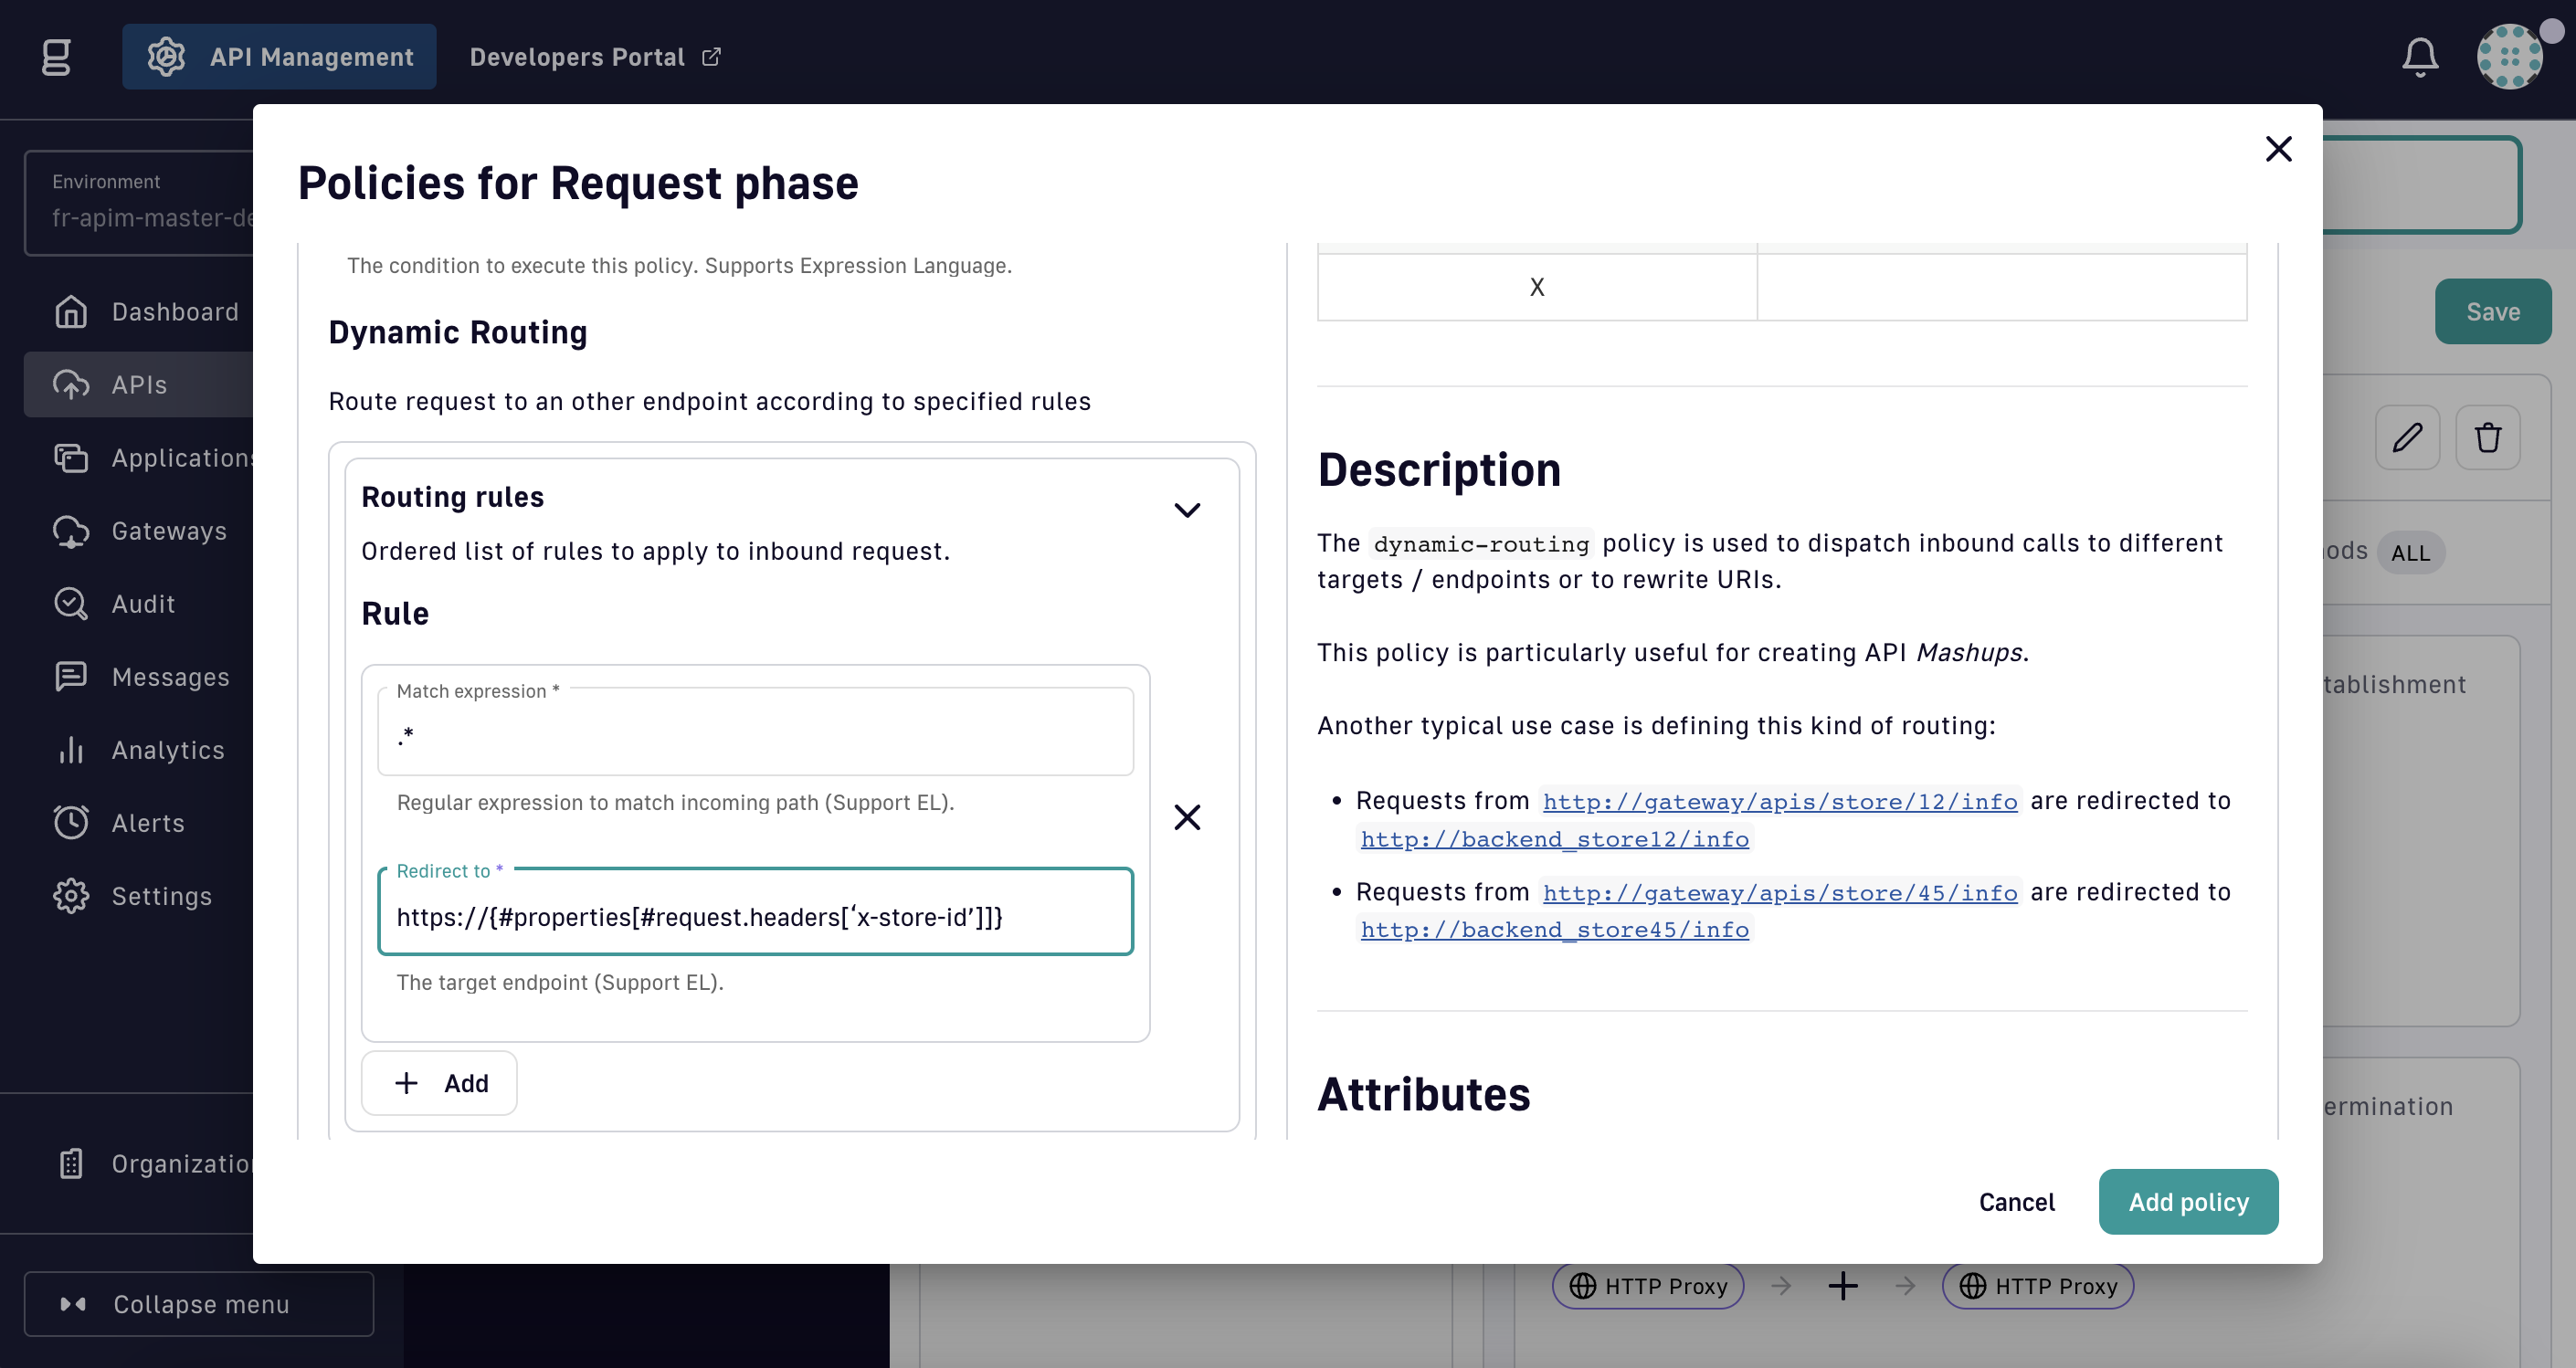 g
API Management
Developers Portal
Environment
fr-apim-master-de
Dashboard
APIs
Applications
Gateways
Audit
Messages
Analytics
Alerts
Settings
Organization
Collapse menu
Policies for Request phase
The condition to execute this policy. Supports Expression Language.
Dynamic Routing
Route request to an other endpoint according to specified rules
Routing rules
Ordered list of rules to apply to inbound request.
Rule
Match expression *
.*
Regular expression to match incoming path (Support EL).
Redirect to *
https://{#properties[#request.headers[‘x-store-id’]]}
The target endpoint (Support EL).
Add
X
Description
The dynamic-routing policy is used to dispatch inbound calls to different
targets / endpoints or to rewrite URIs.
This policy is particularly useful for creating API Mashups.
Another typical use case is defining this kind of routing:
• Requests from http://gateway/apis/store/12/info are redirected to
http://backend_store12/info
• Requests from http://gateway/apis/store/45/info are redirected to
http://backend_store45/info
Attributes
Cancel
Add policy
Save
ods ALL
tablishment
ermination
HTTP Proxy
HTTP Proxy